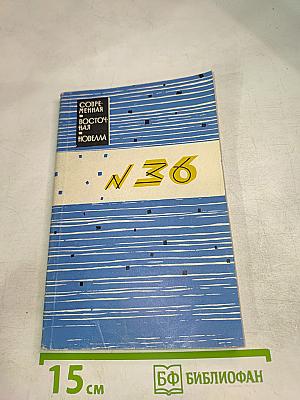 СОВРЕ-
МЕННАЯ
ВОСТОЧ-
НАЯ
НОВЕЛЛА
№ 36
15 см
БФ БИБЛИОФАН